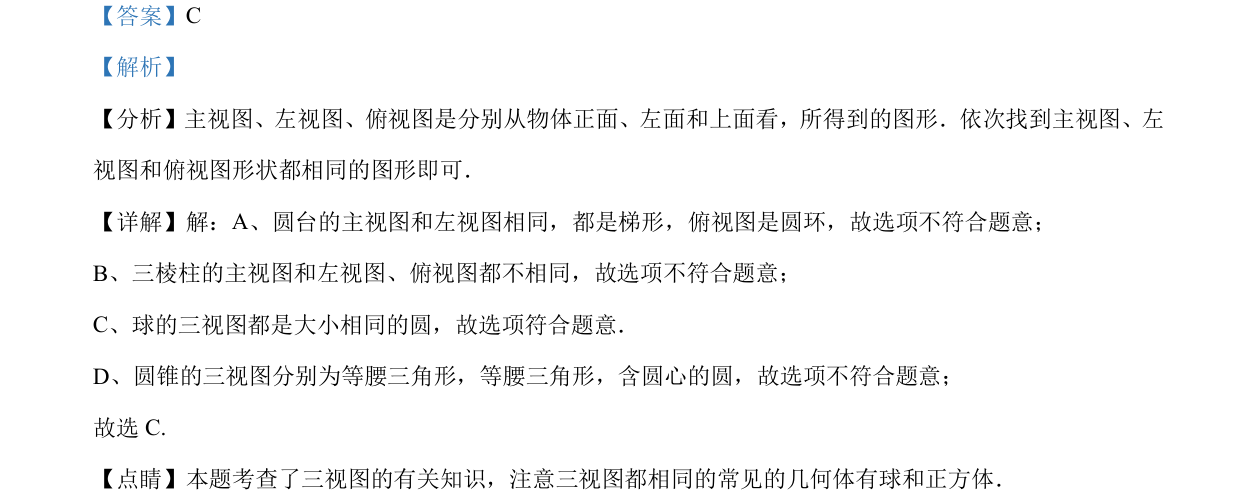 【答案】C
【解析】
【分析】主视图、左视图、俯视图是分别从物体正面、左面和上面看，所得到的图形．依次找到主视图、左
视图和俯视图形状都相同的图形即可．
【详解】解：A、圆台的主视图和左视图相同，都是梯形，俯视图是圆环，故选项不符合题意；
B、三棱柱的主视图和左视图、俯视图都不相同，故选项不符合题意；
C、球的三视图都是大小相同的圆，故选项符合题意．
D、圆锥的三视图分别为等腰三角形，等腰三角形，含圆心的圆，故选项不符合题意；
故选 C.
【点睛】本题考查了三视图的有关知识，注意三视图都相同的常见的几何体有球和正方体．